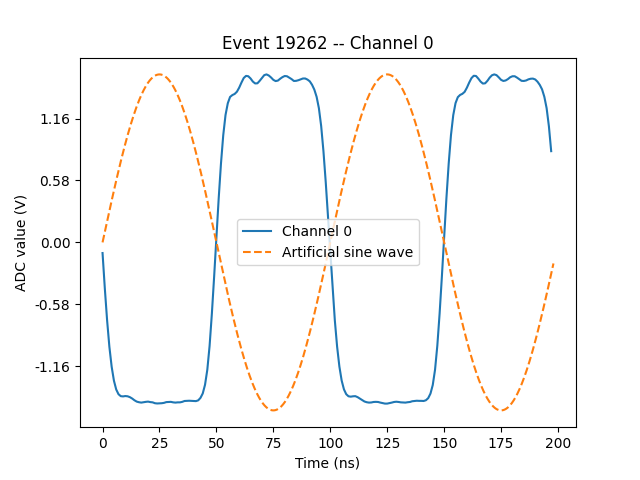 Event 19262 -- Channel 0
1.16
0.58
0.00
-0.58
-1.16
ADC value (V)
Channel 0
Artificial sine wave
0 25 50 75 100 125 150 175 200
Time (ns)